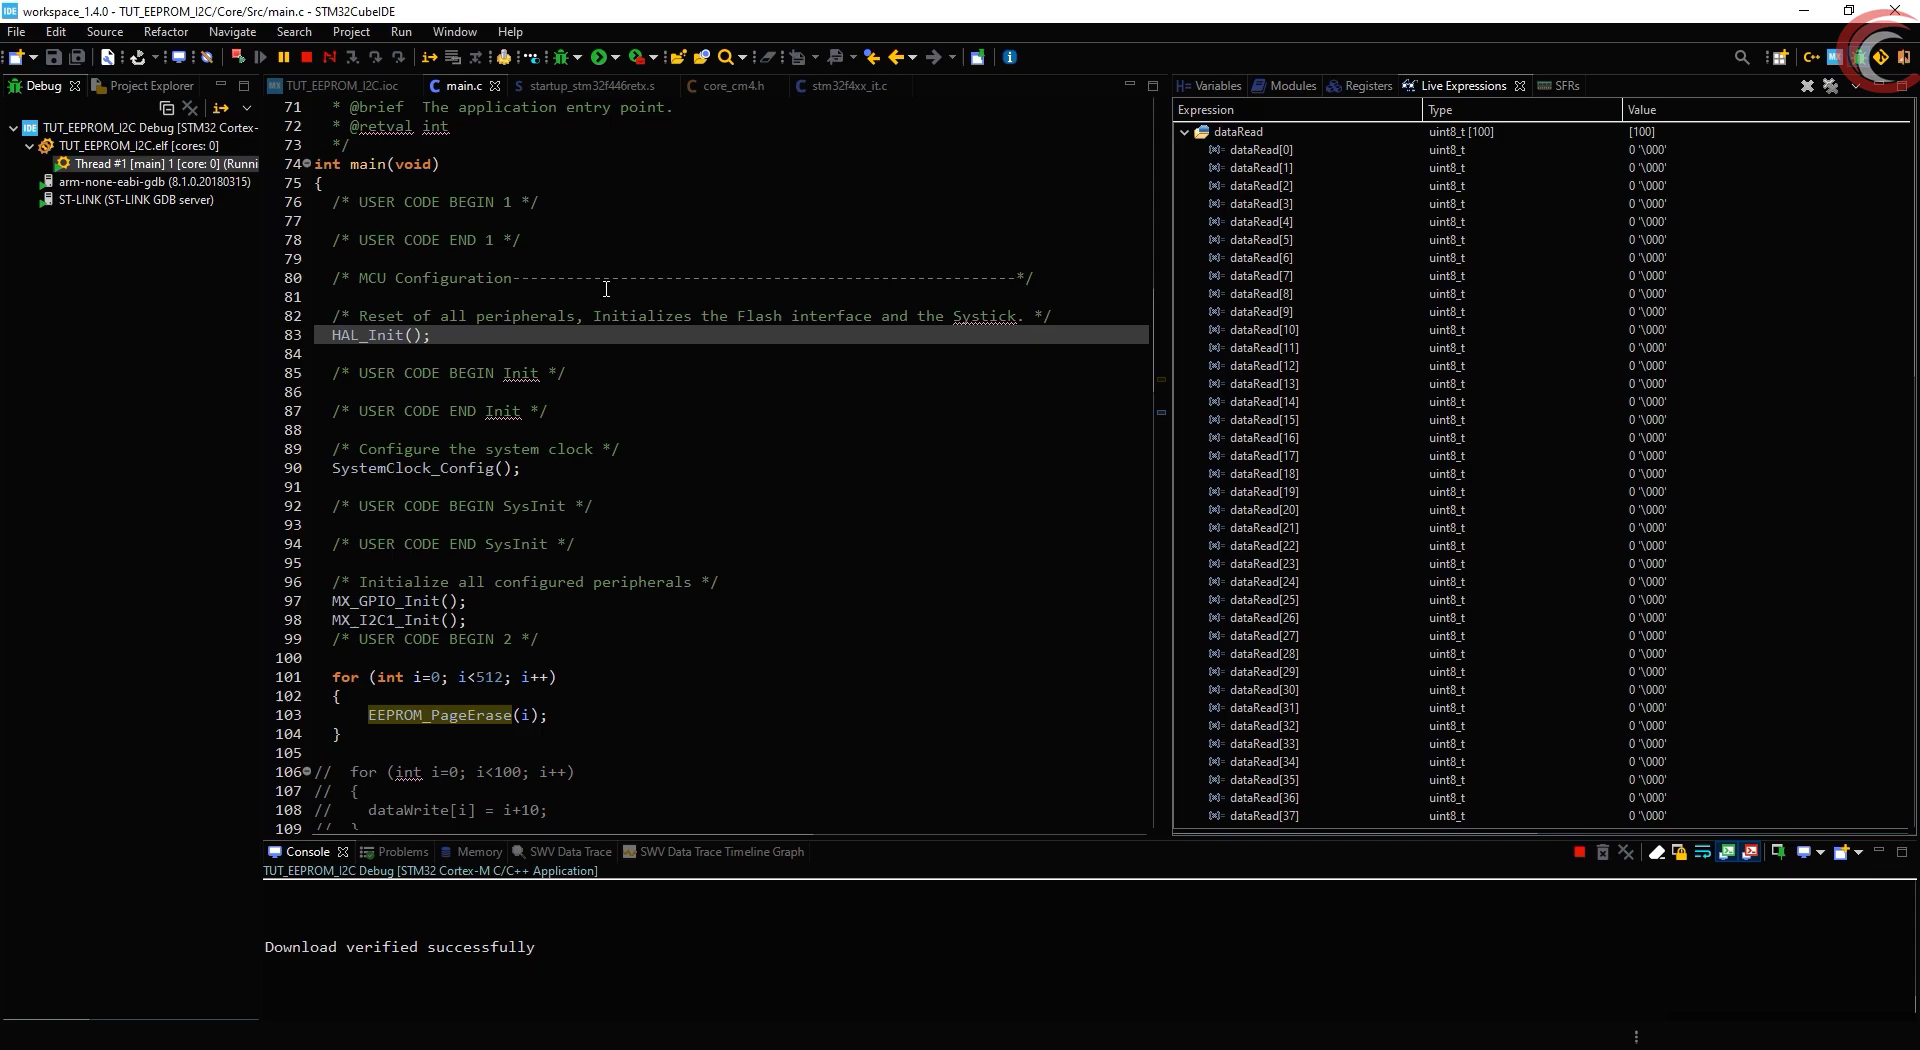 workspace_1.4.0 - TUT_EEPROM_I2C/Core/Src/main.c - STM32CubeIDE
File Edit Source Refactor Navigate Search Project Run Window Help
Debug Project Explorer
TUT_EEPROM_I2C Debug [STM32 Cortex-
TUT_EEPROM_I2C.elf [cores: 0]
Thread #1 [main] 1 [core: 0] (Runni
arm-none-eabi-gdb (8.1.0.20180315)
ST-LINK (ST-LINK GDB server)
TUT_EEPROM_I2C.ioc main.c startup_stm32f446retx.s core_cm4.h stm32f4xx_it.c
71 * @brief The application entry point.
72 * @retval int
73 */
74 int main(void)
75 {
76 /* USER CODE BEGIN 1 */
77
78 /* USER CODE END 1 */
79
80 /* MCU Configuration--------------------------------------------------------*/
81
82 /* Reset of all peripherals, Initializes the Flash interface and the Systick. */
83 HAL_Init();
84
85 /* USER CODE BEGIN Init */
86
87 /* USER CODE END Init */
88
89 /* Configure the system clock */
90 SystemClock_Config();
91
92 /* USER CODE BEGIN SysInit */
93
94 /* USER CODE END SysInit */
95
96 /* Initialize all configured peripherals */
97 MX_GPIO_Init();
98 MX_I2C1_Init();
99 /* USER CODE BEGIN 2 */
100
101 for (int i=0; i<512; i++)
102 {
103 EEPROM_PageErase(i);
104 }
105
106 // for (int i=0; i<100; i++)
107 // {
108 // dataWrite[i] = i+10;
109 // }
Variables Modules Registers Live Expressions SFRs
Expression Type Value
dataRead uint8_t [100] [100]
dataRead[0] uint8_t 0 '\000'
dataRead[1] uint8_t 0 '\000'
dataRead[2] uint8_t 0 '\000'
dataRead[3] uint8_t 0 '\000'
dataRead[4] uint8_t 0 '\000'
dataRead[5] uint8_t 0 '\000'
dataRead[6] uint8_t 0 '\000'
dataRead[7] uint8_t 0 '\000'
dataRead[8] uint8_t 0 '\000'
dataRead[9] uint8_t 0 '\000'
dataRead[10] uint8_t 0 '\000'
dataRead[11] uint8_t 0 '\000'
dataRead[12] uint8_t 0 '\000'
dataRead[13] uint8_t 0 '\000'
dataRead[14] uint8_t 0 '\000'
dataRead[15] uint8_t 0 '\000'
dataRead[16] uint8_t 0 '\000'
dataRead[17] uint8_t 0 '\000'
dataRead[18] uint8_t 0 '\000'
dataRead[19] uint8_t 0 '\000'
dataRead[20] uint8_t 0 '\000'
dataRead[21] uint8_t 0 '\000'
dataRead[22] uint8_t 0 '\000'
dataRead[23] uint8_t 0 '\000'
dataRead[24] uint8_t 0 '\000'
dataRead[25] uint8_t 0 '\000'
dataRead[26] uint8_t 0 '\000'
dataRead[27] uint8_t 0 '\000'
dataRead[28] uint8_t 0 '\000'
dataRead[29] uint8_t 0 '\000'
dataRead[30] uint8_t 0 '\000'
dataRead[31] uint8_t 0 '\000'
dataRead[32] uint8_t 0 '\000'
dataRead[33] uint8_t 0 '\000'
dataRead[34] uint8_t 0 '\000'
dataRead[35] uint8_t 0 '\000'
dataRead[36] uint8_t 0 '\000'
dataRead[37] uint8_t 0 '\000'
Console Problems Memory SWV Data Trace SWV Data Trace Timeline Graph
TUT_EEPROM_I2C Debug [STM32 Cortex-M C/C++ Application]
Download verified successfully